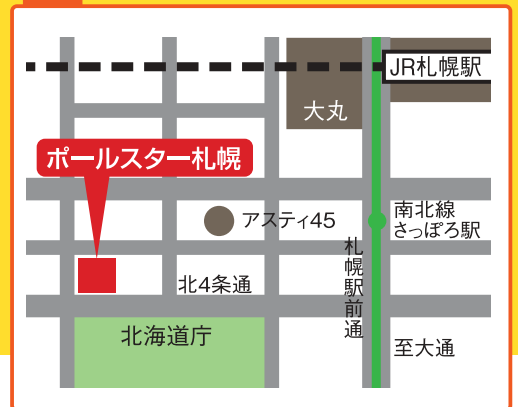 JR札幌駅
大丸
ポールスター札幌
アスティ45
南北線
さっぽろ駅
北4条通
札幌駅前通
北海道庁
至大通